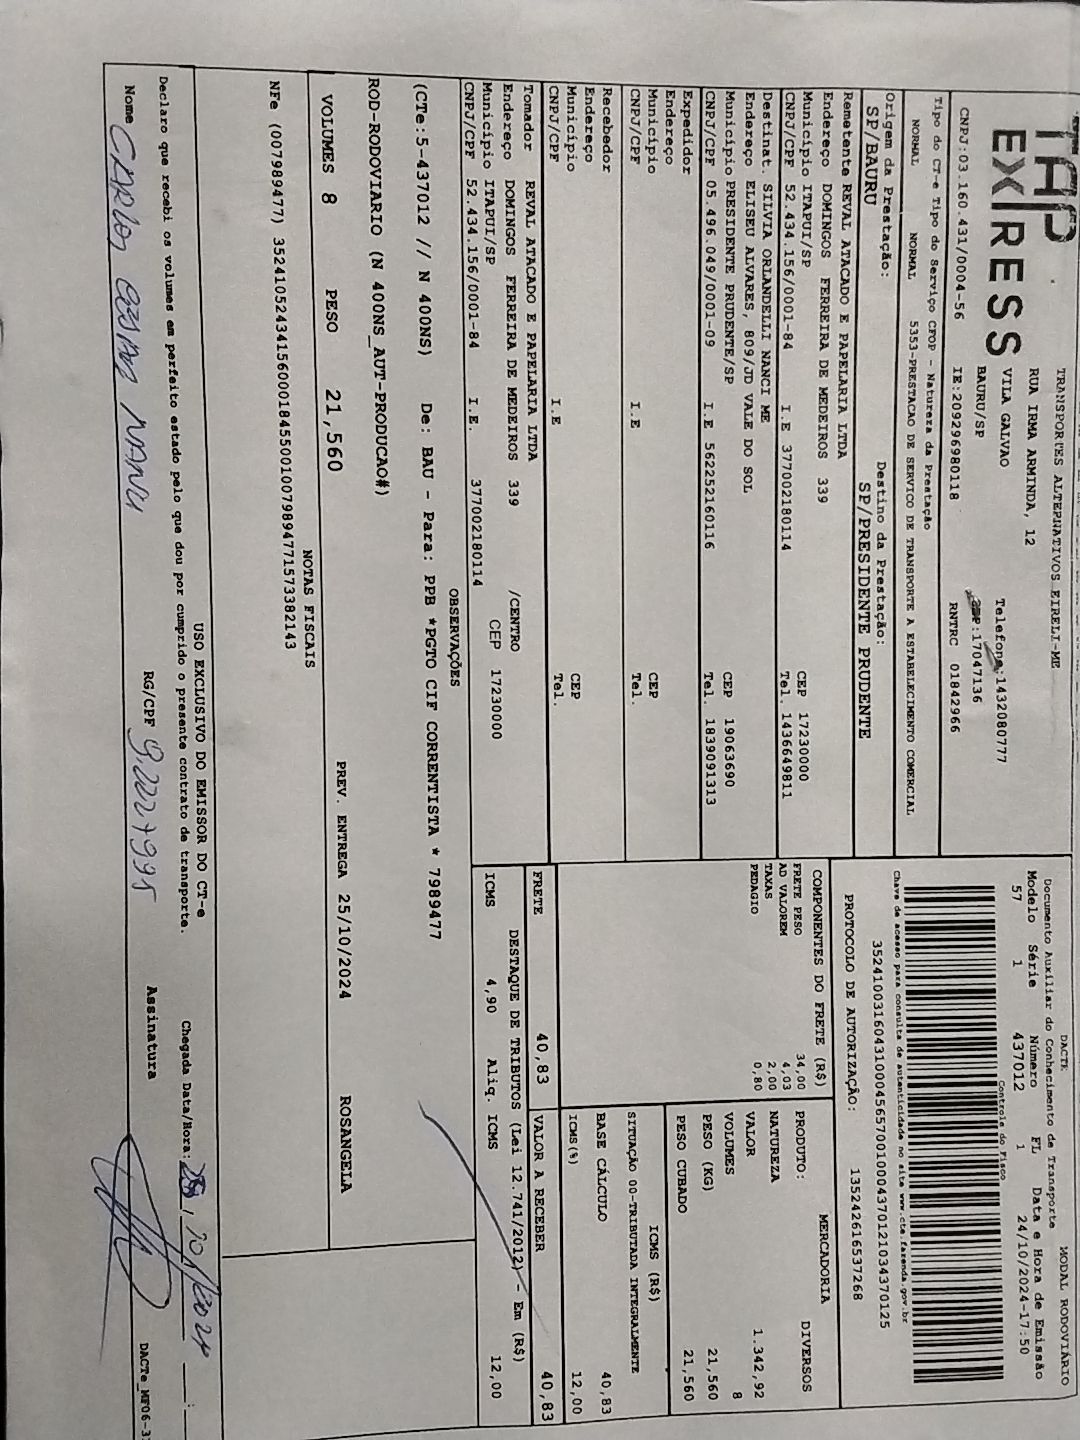 TAP
EXPRESS
TRANSPORTES ALTERNATIVOS EIRELI-ME
RUA IRMA ARMINDA, 12
VILA GALVAO
BAURU/SP
Telefone:1432080777
:17047136
CNPJ:03.160.431/0004-56 IE:209296980118 RNTRC 01842966
Tipo do CT-e Tipo do Serviço CFOP - Natureza da Prestação
NORMAL NORMAL 5353-PRESTACAO DE SERVICO DE TRANSPORTE A ESTABELECIMENTO COMERCIAL
Origem da Prestação: Destino da Prestação:
SP/BAURU SP/PRESIDENTE PRUDENTE
DACTE MODAL RODOVIÁRIO
Documento Auxiliar do Conhecimento de Transporte
Modelo Série Número FL Data e Hora de Emissão
57 1 437012 1 24/10/2024-17:50
Controle do Fisco
Chave de acesso para consulta de autenticidade no site www.cte.fazenda.gov.br
35241003160431000456570010004370121034370125
PROTOCOLO DE AUTORIZAÇÃO: 135242616537268
Remetente REVAL ATACADO E PAPELARIA LTDA
Endereço DOMINGOS FERREIRA DE MEDEIROS 339
Município ITAPUI/SP CEP 17230000
CNPJ/CPF 52.434.156/0001-84 I.E 377002180114 Tel. 1436649811
Destinat. SILVIA ORLANDELLI NANCI ME
Endereço ELISEU ALVARES, 809/JD VALE DO SOL
Município PRESIDENTE PRUDENTE/SP CEP 19063690
CNPJ/CPF 05.496.049/0001-09 I.E 562252160116 Tel. 1839091313
Expedidor
Endereço
Município CEP
CNPJ/CPF I.E Tel.
Recebedor
Endereço
Município CEP
CNPJ/CPF I.E Tel.
Tomador REVAL ATACADO E PAPELARIA LTDA
Endereço DOMINGOS FERREIRA DE MEDEIROS 339 /CENTRO
Município ITAPUI/SP CEP 17230000
CNPJ/CPF 52.434.156/0001-84 I.E. 377002180114
COMPONENTES DO FRETE (R$)
FRETE PESO 34,00
AD VALOREM 4,03
TAXAS 2,00
PEDAGIO 0,80
MERCADORIA
PRODUTO: DIVERSOS
NATUREZA
VALOR 1.342,92
VOLUMES 8
PESO (KG) 21,560
PESO CUBADO 21,560
ICMS (R$)
SITUAÇÃO 00-TRIBUTADA INTEGRALMENTE
BASE CÁLCULO 40,83
ICMS(%) 12,00
FRETE 40,83 VALOR A RECEBER 40,83
DESTAQUE DE TRIBUTOS (Lei 12.741/2012) - Em (R$)
ICMS 4,90 Aliq. ICMS 12,00
OBSERVAÇÕES
(CTe:5-437012 // N 400NS) De: BAU - Para: PPB *PGTO CIF CORRENTISTA * 7989477
ROD-RODOVIARIO (N 400NS_AUT-PRODUCAO#)
VOLUMES 8 PESO 21,560 PREV. ENTREGA 25/10/2024 ROSANGELA
NOTAS FISCAIS
NFe (007989477) 35241052434156000184550010079894771573382143
USO EXCLUSIVO DO EMISSOR DO CT-e
Declaro que recebi os volumes em perfeito estado pelo que dou por cumprido o presente contrato de transporte. Chegada Data/Hora: 25/10/2024 __:
Nome CARLOS NANCI RG/CPF 9.2227995 Assinatura
DACTe_MF06-3